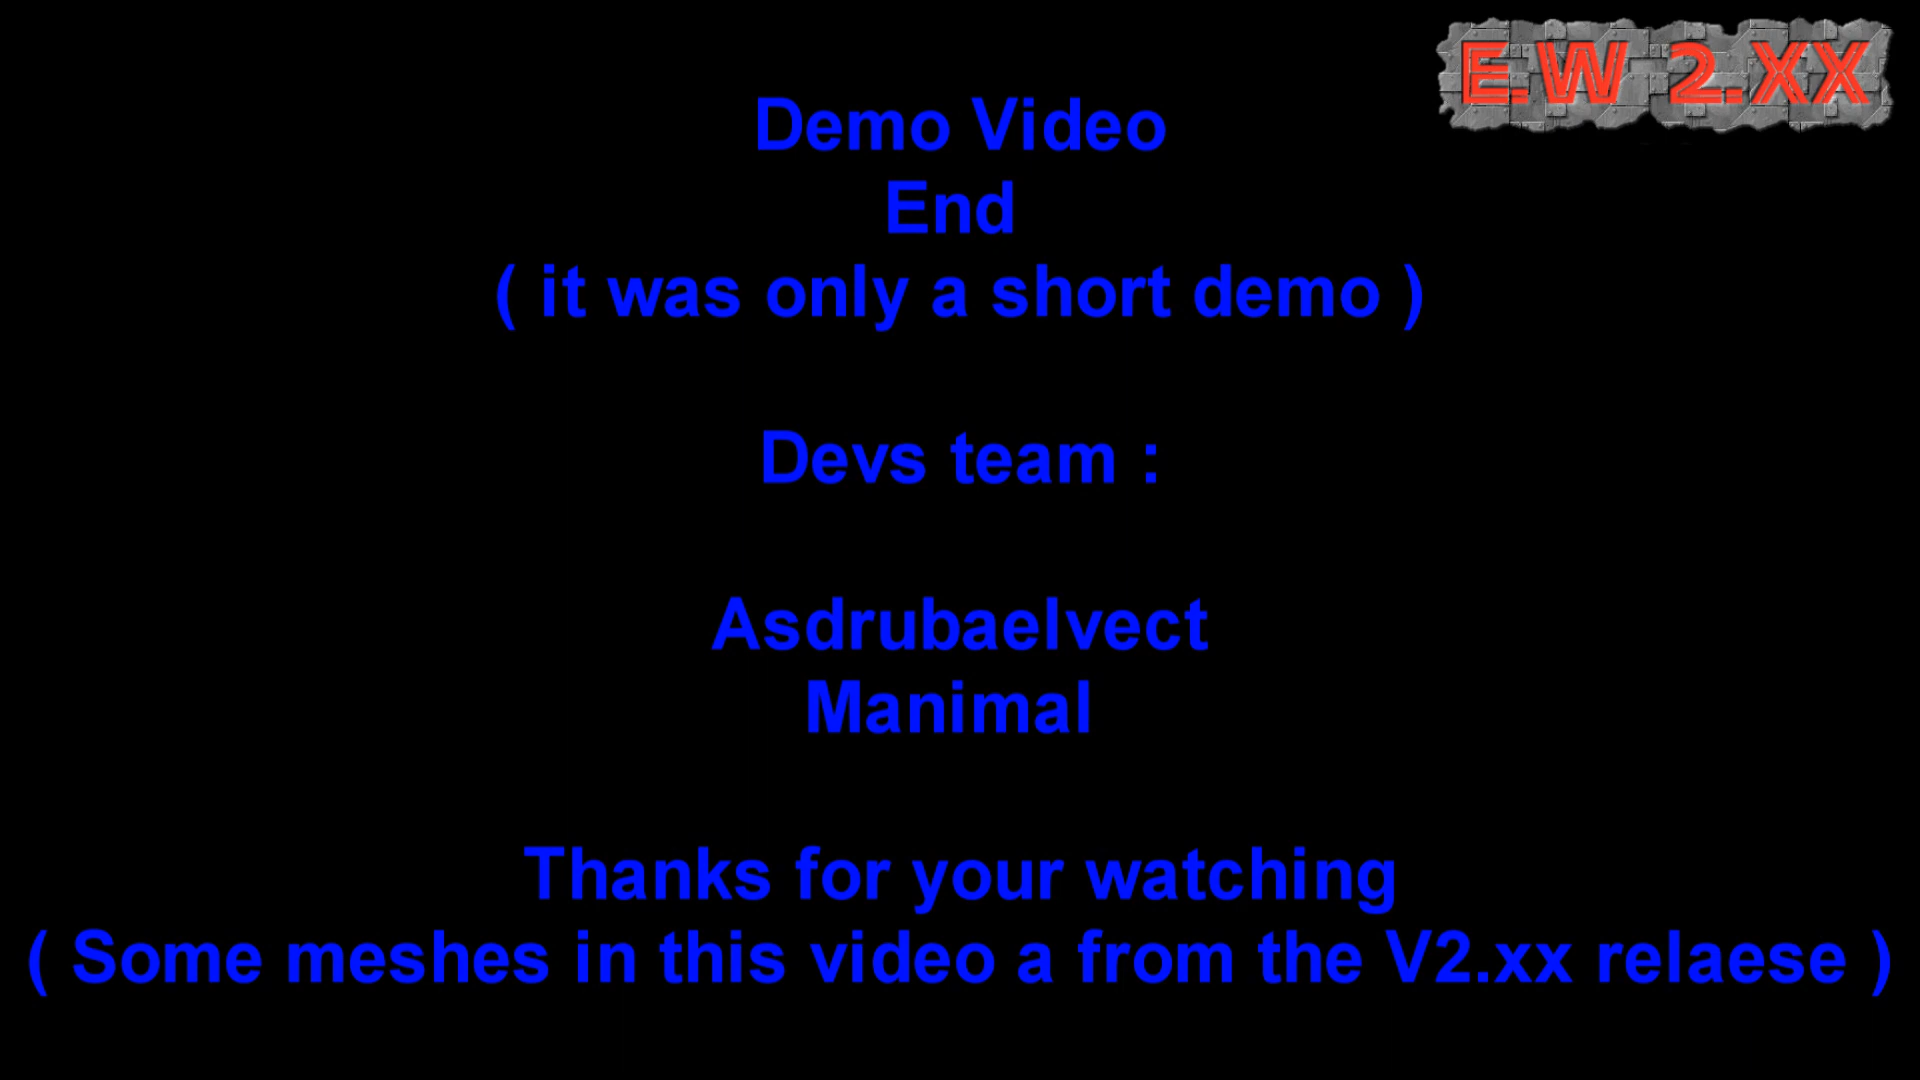 E.W 2.XX
Demo Video
End
( it was only a short demo )
Devs team :
Asdrubaelvect
Manimal
Thanks for your watching
( Some meshes in this video a from the V2.xx relaese )